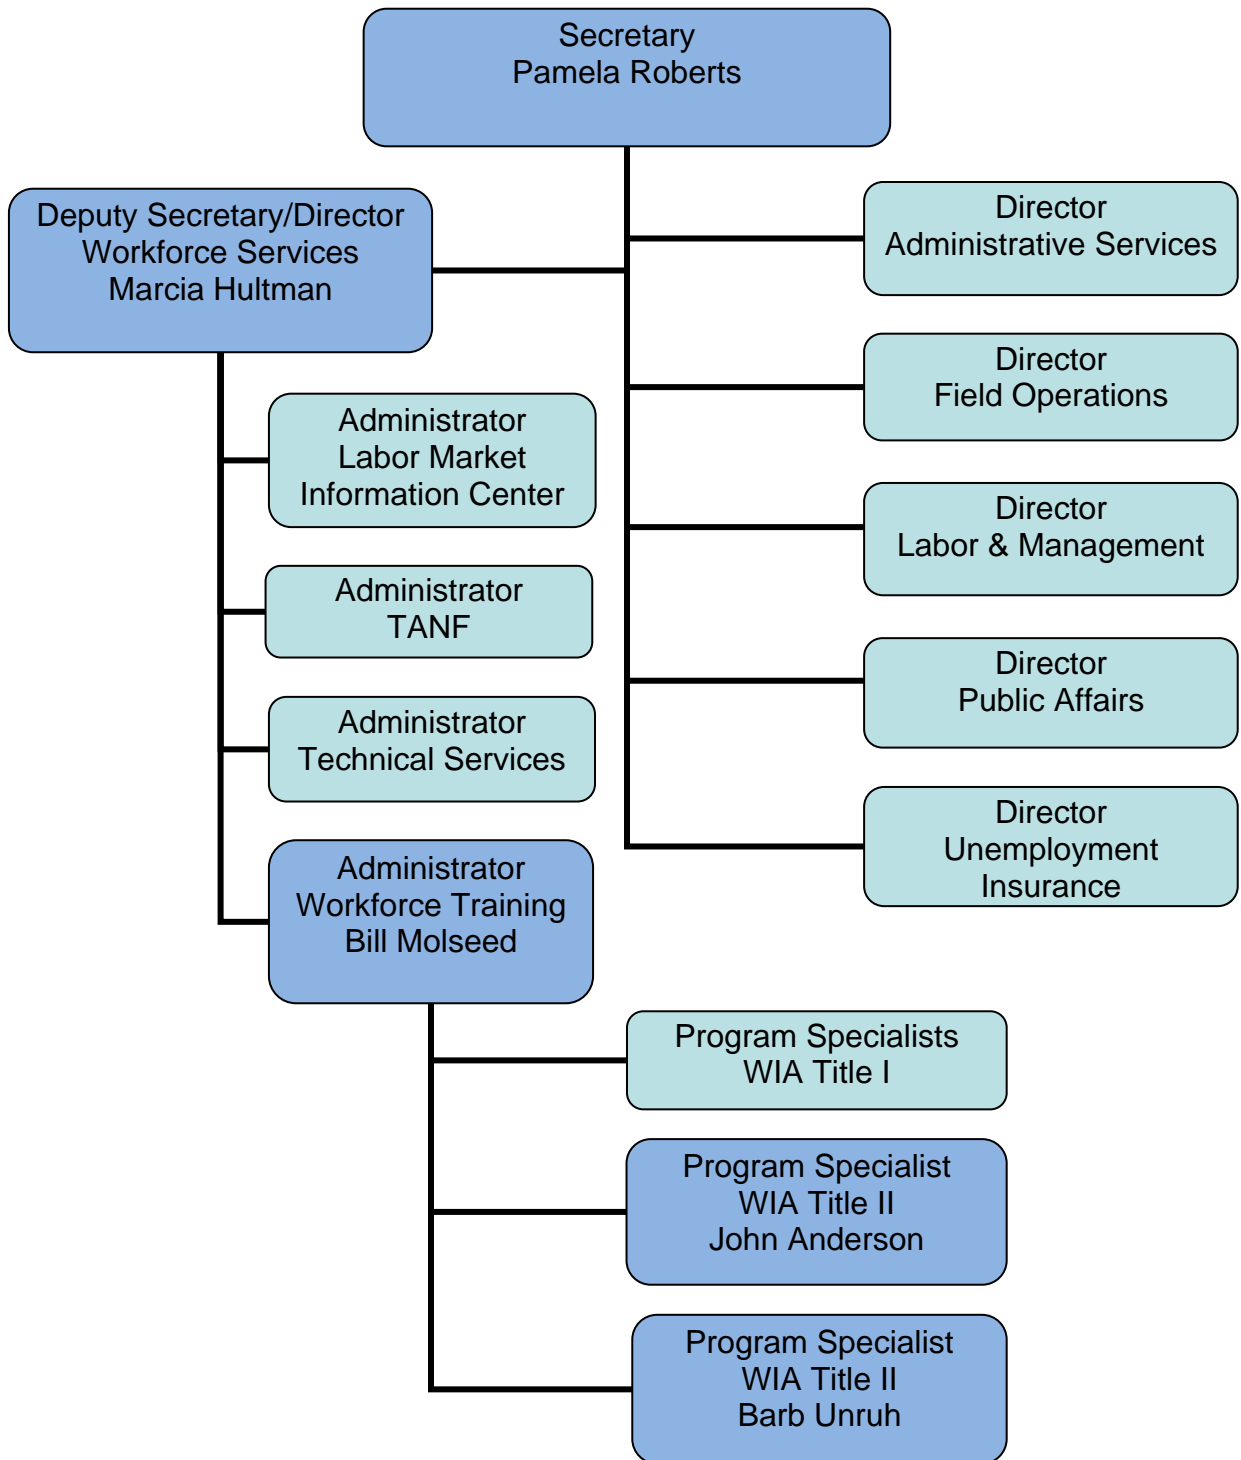 Secretary
Pamela Roberts
Deputy Secretary/Director
Workforce Services
Marcia Hultman
Director
Administrative Services
Director
Field Operations
Administrator
Labor Market
Information Center
Director
Labor & Management
Administrator
TANF
Director
Public Affairs
Administrator
Technical Services
Director
Unemployment
Insurance
Administrator
Workforce Training
Bill Molseed
Program Specialists
WIA Title I
Program Specialist
WIA Title II
John Anderson
Program Specialist
WIA Title II
Barb Unruh